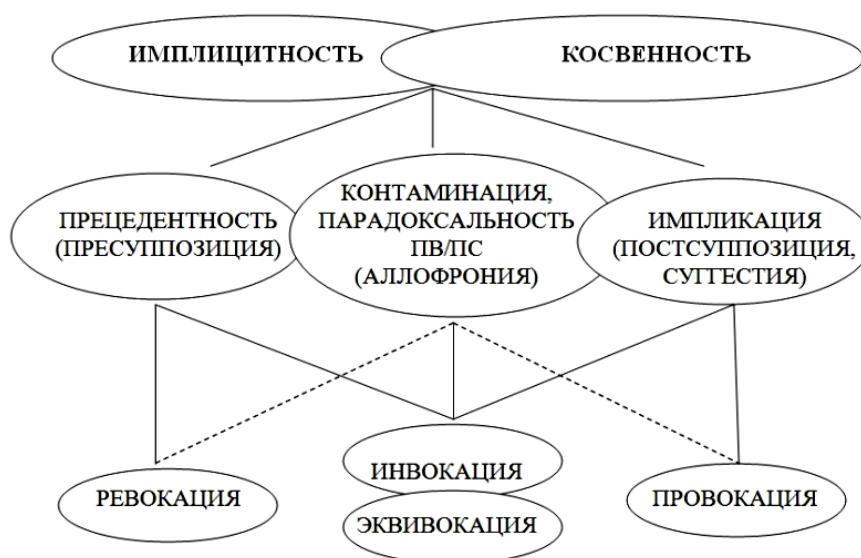 ИМПЛИЦИТНОСТЬ
КОСВЕННОСТЬ
ПРЕЦЕДЕНТНОСТЬ
(ПРЕСУППОЗИЦИЯ)
КОНТАМИНАЦИЯ,
ПАРАДОКСАЛЬНОСТЬ
ПВ/ПС
(АЛЛОФРОНИЯ)
ИМПЛИКАЦИЯ
(ПОСТСУППОЗИЦИЯ,
СУГГЕСТИЯ)
РЕВОКАЦИЯ
ИНВОКАЦИЯ
ЭКВИВОКАЦИЯ
ПРОВОКАЦИЯ